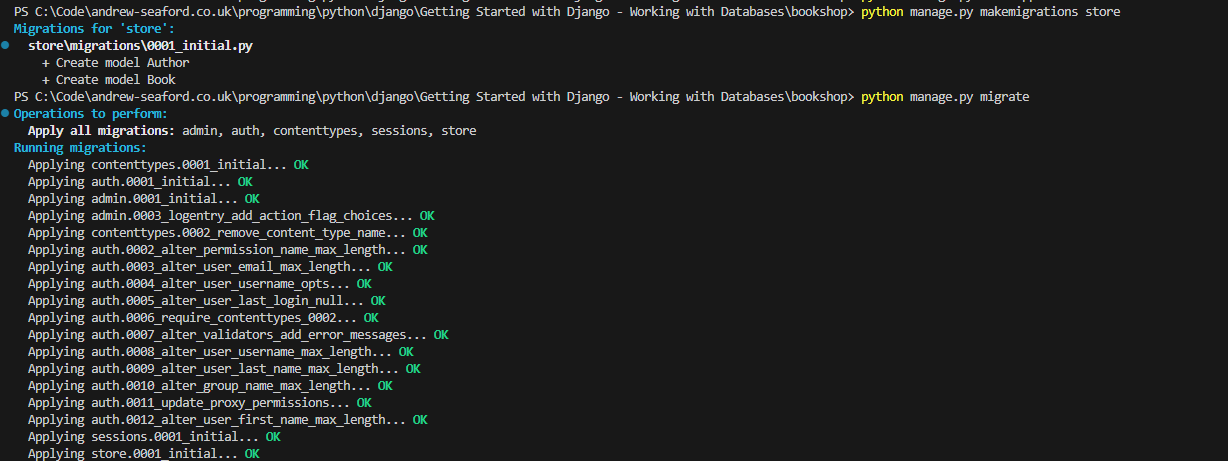 PS C:\Code\andrew-seaford.co.uk\programming\python\django\Getting Started with Django - Working with Databases\bookshop> python manage.py makemigrations store
Migrations for 'store':
store\migrations\0001_initial.py
+ Create model Author
+ Create model Book
PS C:\Code\andrew-seaford.co.uk\programming\python\django\Getting Started with Django - Working with Databases\bookshop> python manage.py migrate
Operations to perform:
Apply all migrations: admin, auth, contenttypes, sessions, store
Running migrations:
Applying contenttypes.0001_initial... OK
Applying auth.0001_initial... OK
Applying admin.0001_initial... OK
Applying admin.0003_logentry_add_action_flag_choices... OK
Applying contenttypes.0002_remove_content_type_name... OK
Applying auth.0002_alter_permission_name_max_length... OK
Applying auth.0003_alter_user_email_max_length... OK
Applying auth.0004_alter_user_username_opts... OK
Applying auth.0005_alter_user_last_login_null... OK
Applying auth.0006_require_contenttypes_0002... OK
Applying auth.0007_alter_validators_add_error_messages... OK
Applying auth.0008_alter_user_username_max_length... OK
Applying auth.0009_alter_user_last_name_max_length... OK
Applying auth.0010_alter_group_name_max_length... OK
Applying auth.0011_update_proxy_permissions... OK
Applying auth.0012_alter_user_first_name_max_length... OK
Applying sessions.0001_initial... OK
Applying store.0001_initial... OK